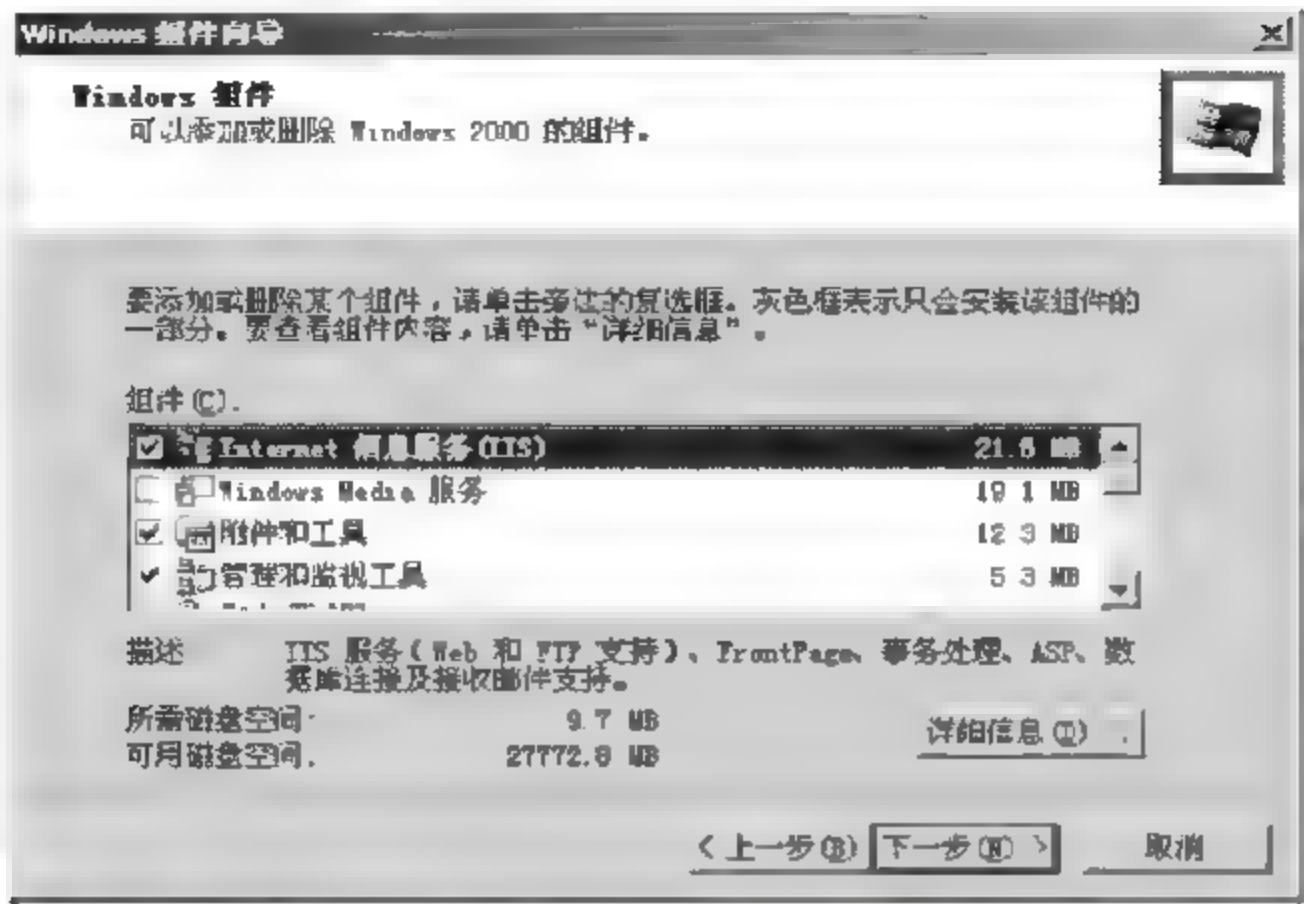 Windows 组件向导
Windows 组件
可以添加或删除 Windows 2000 的组件。
要添加或删除某个组件，请单击旁边的复选框。灰色框表示只会安装该组件的
一部分。要查看组件内容，请单击“详细信息”。
组件(C):
Internet 信息服务(IIS) 21.6 MB
Windows Media 服务 19.1 MB
附件和工具 12.3 MB
管理和监视工具 5.3 MB
描述: IIS 服务(Web 和 FTP 支持)、FrontPage、事务处理、ASP、数
据库连接及接收邮件支持。
所需磁盘空间: 9.7 MB
可用磁盘空间: 27772.8 MB
详细信息(D)...
< 上一步(B) 下一步(N) > 取消